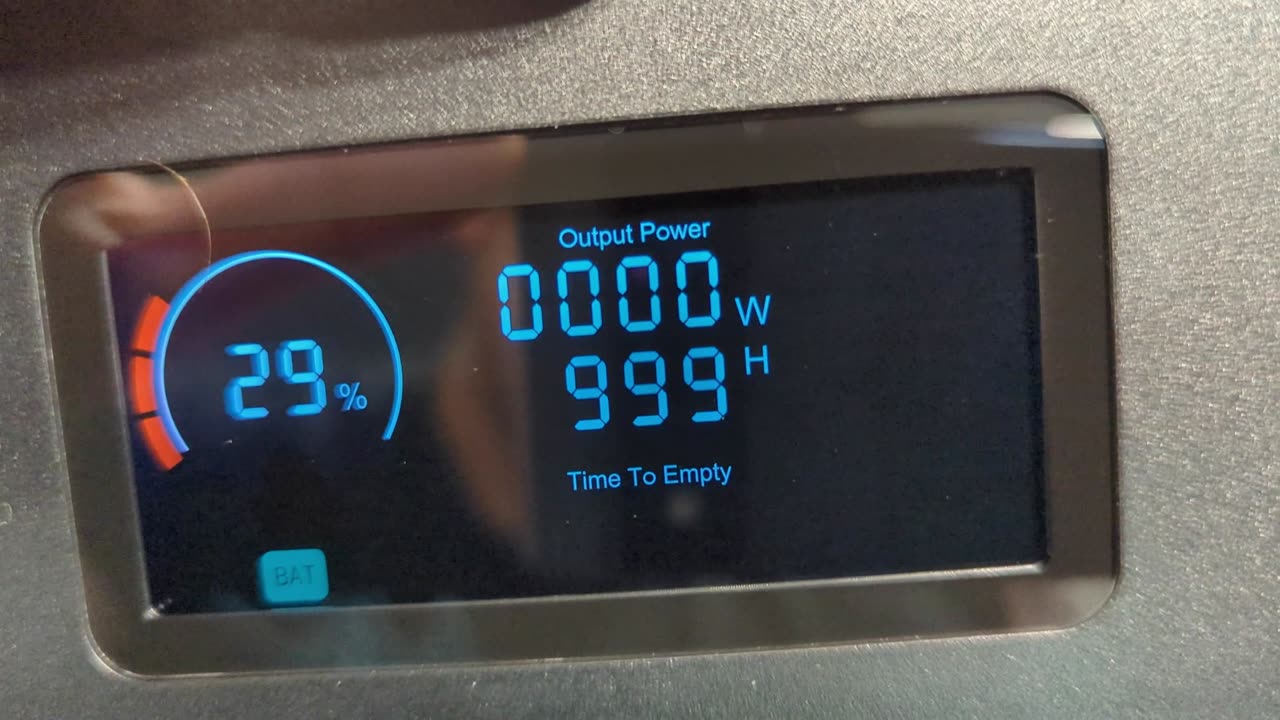 Output Power
0000 W
29 %
999 H
Time To Empty
BAT